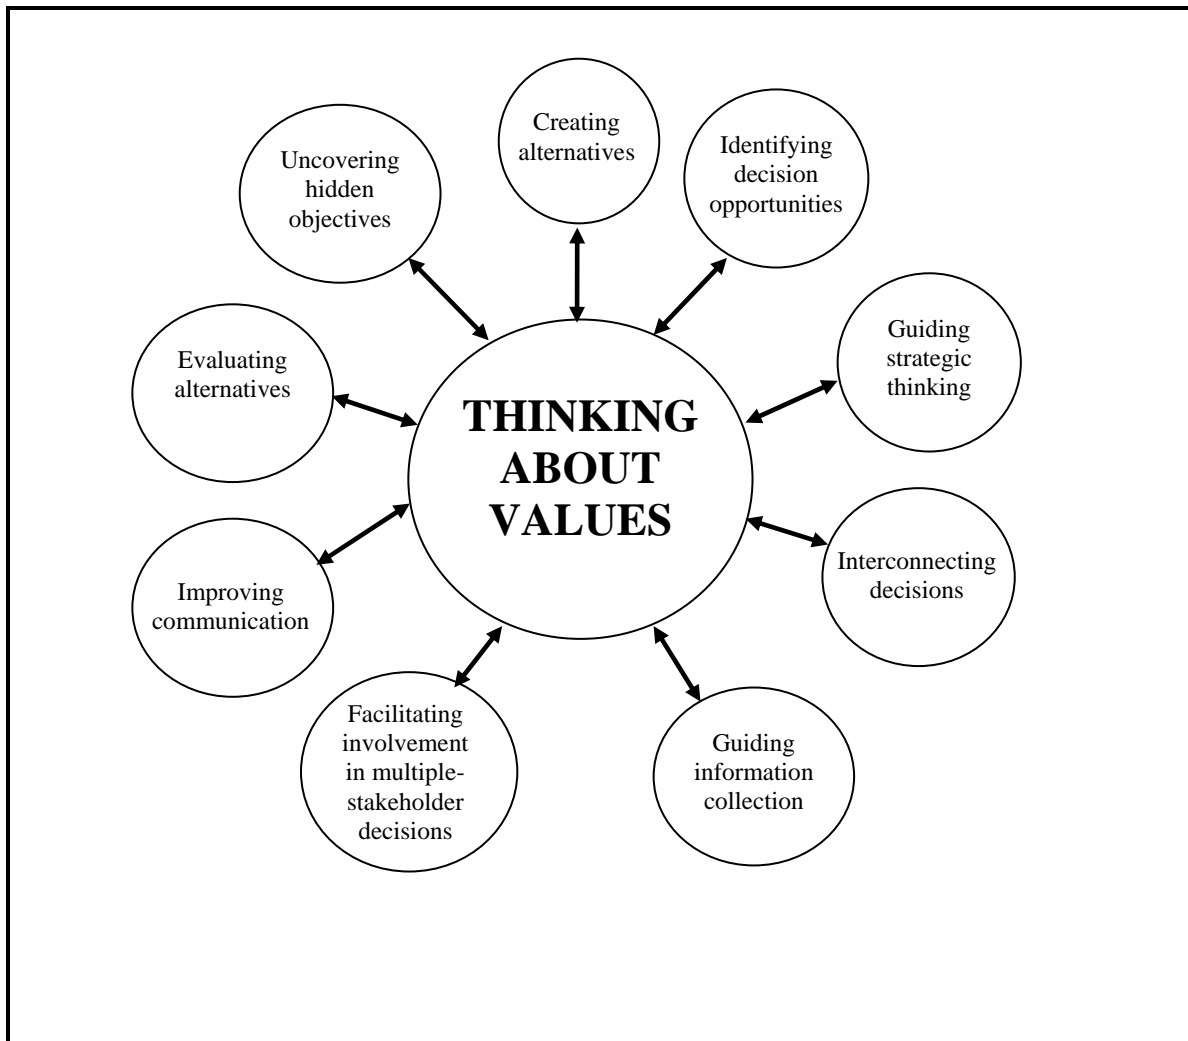 Creating
alternatives
Identifying
decision
opportunities
Uncovering
hidden
objectives
Guiding
strategic
thinking
Evaluating
alternatives
THINKING
ABOUT
VALUES
Interconnecting
decisions
Improving
communication
Facilitating
involvement
in multiple-
stakeholder
decisions
Guiding
information
collection